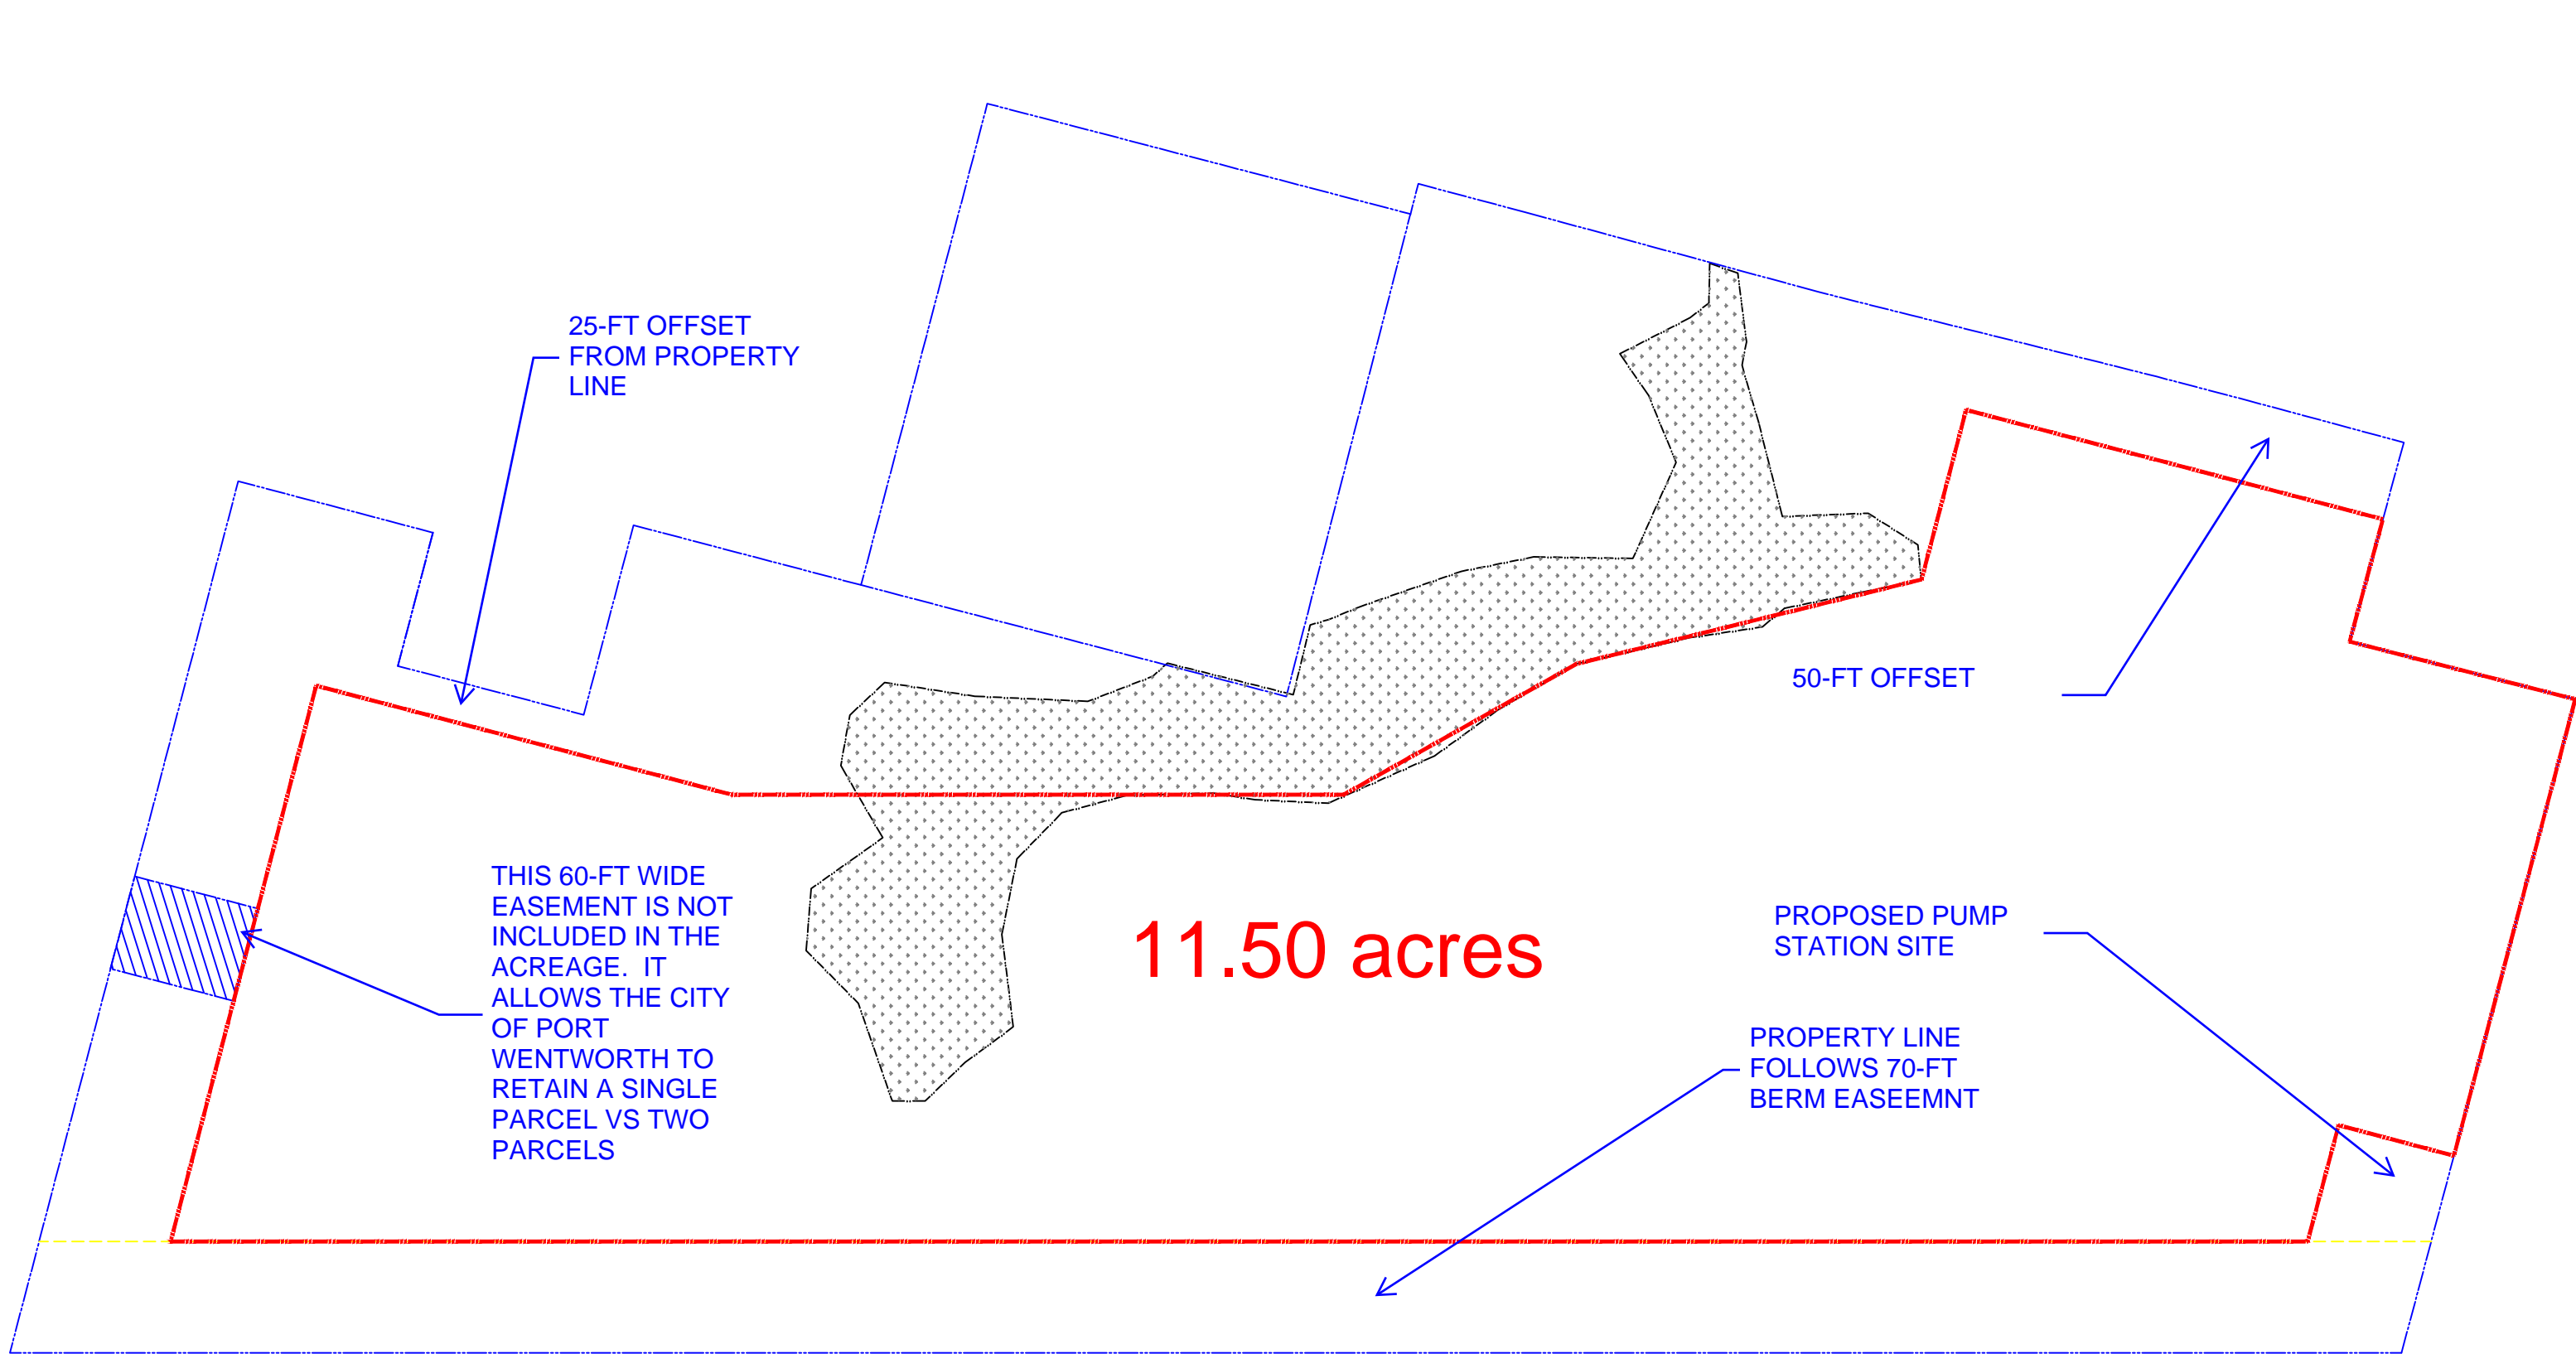 25-FT OFFSET
FROM PROPERTY
LINE
50-FT OFFSET
THIS 60-FT WIDE
EASEMENT IS NOT
INCLUDED IN THE
ACREAGE. IT
ALLOWS THE CITY
OF PORT
WENTWORTH TO
RETAIN A SINGLE
PARCEL VS TWO
PARCELS
11.50 acres
PROPOSED PUMP
STATION SITE
PROPERTY LINE
FOLLOWS 70-FT
BERM EASEEMNT